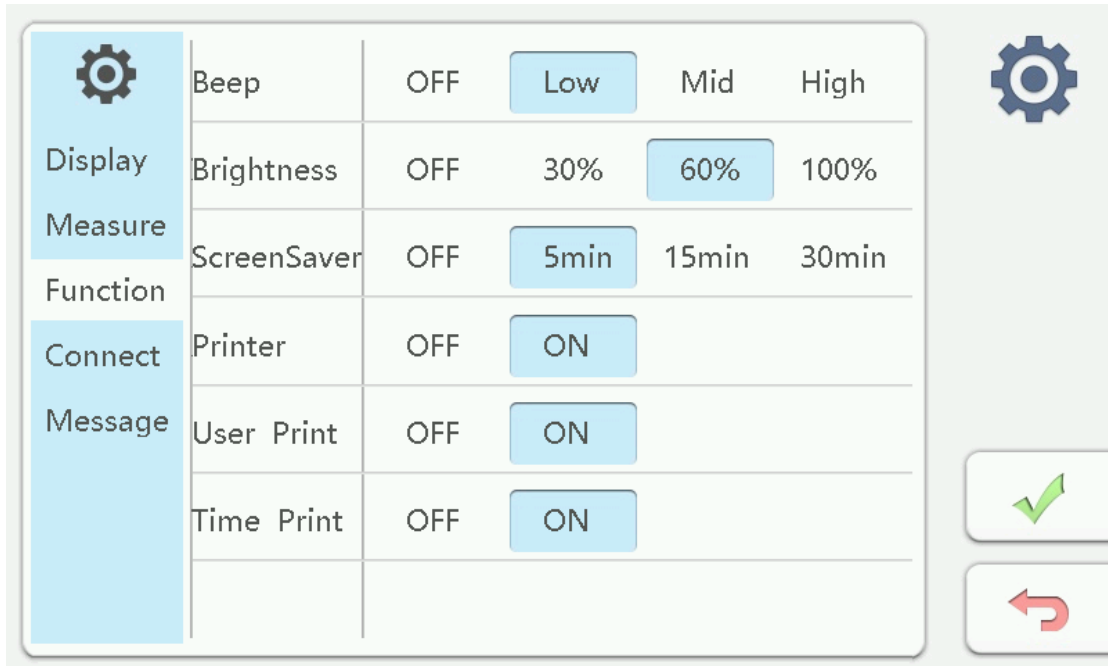 Display
Measure
Function
Connect
Message
Beep OFF Low Mid High
Brightness OFF 30% 60% 100%
ScreenSaver OFF 5min 15min 30min
Printer OFF ON
User Print OFF ON
Time Print OFF ON